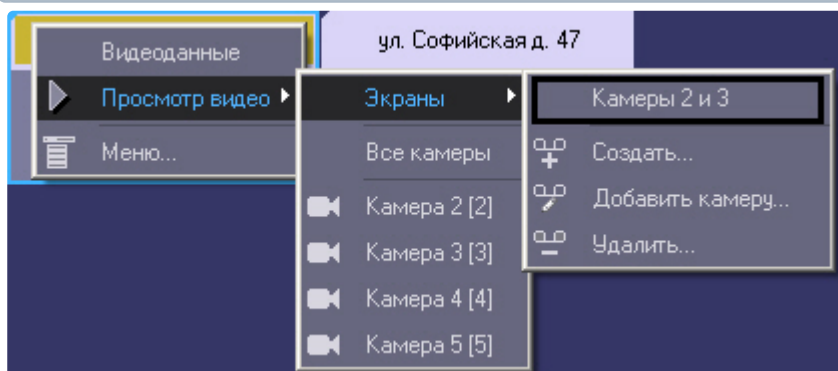 ул. Софийская д. 47
Видеоданные
Просмотр видео
Меню...
Экраны
Все камеры
Камера 2 [2]
Камера 3 [3]
Камера 4 [4]
Камера 5 [5]
Камеры 2 и 3
Создать...
Добавить камеру...
Удалить...